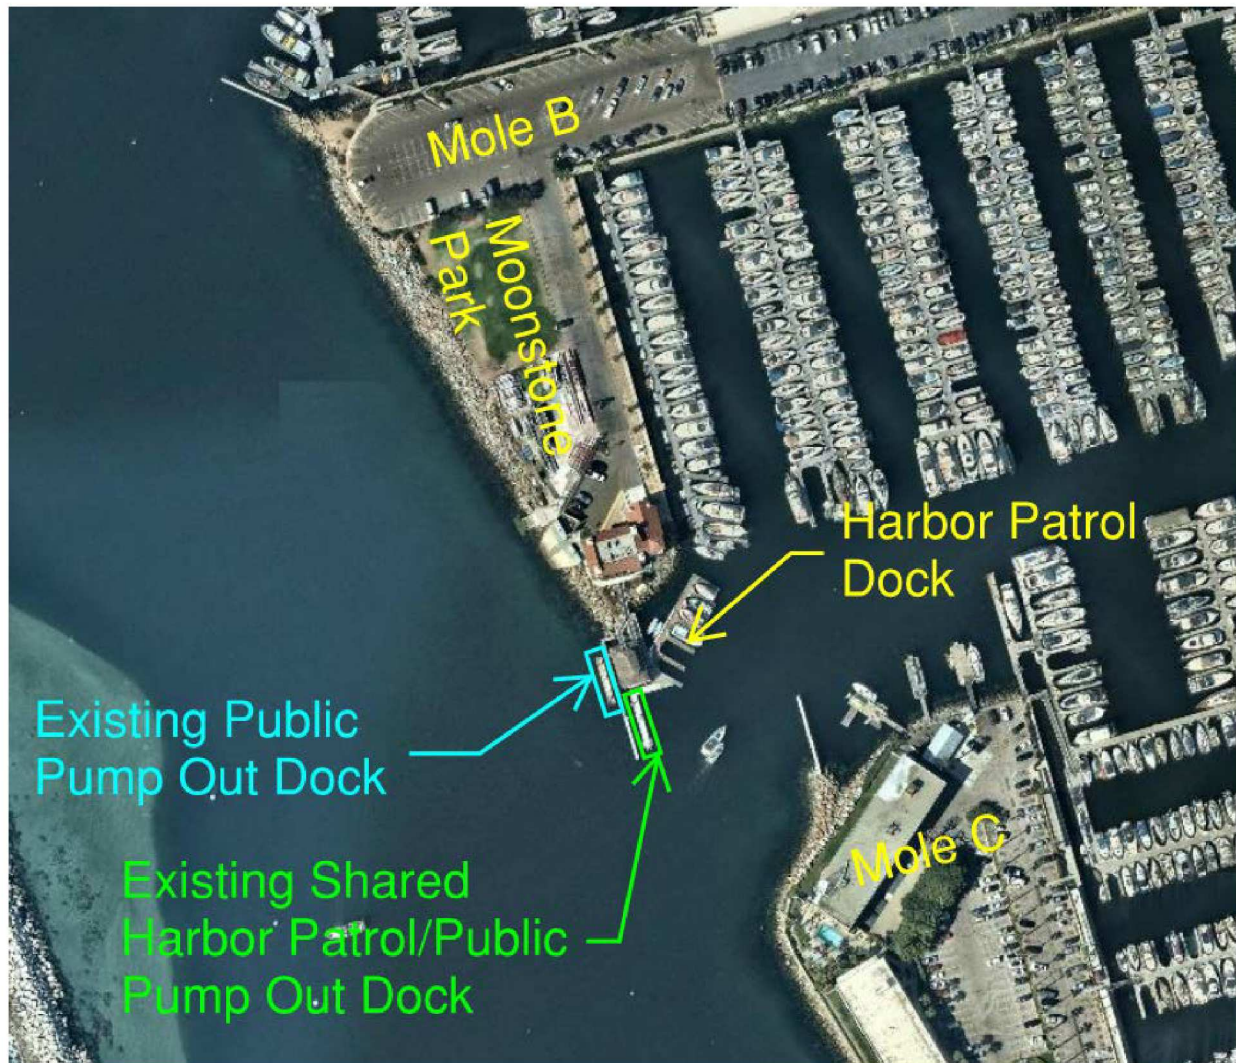 Mole B
Moonstone
Park
Harbor Patrol
Dock
Existing Public
Pump Out Dock
Mole C
Existing Shared
Harbor Patrol/Public
Pump Out Dock